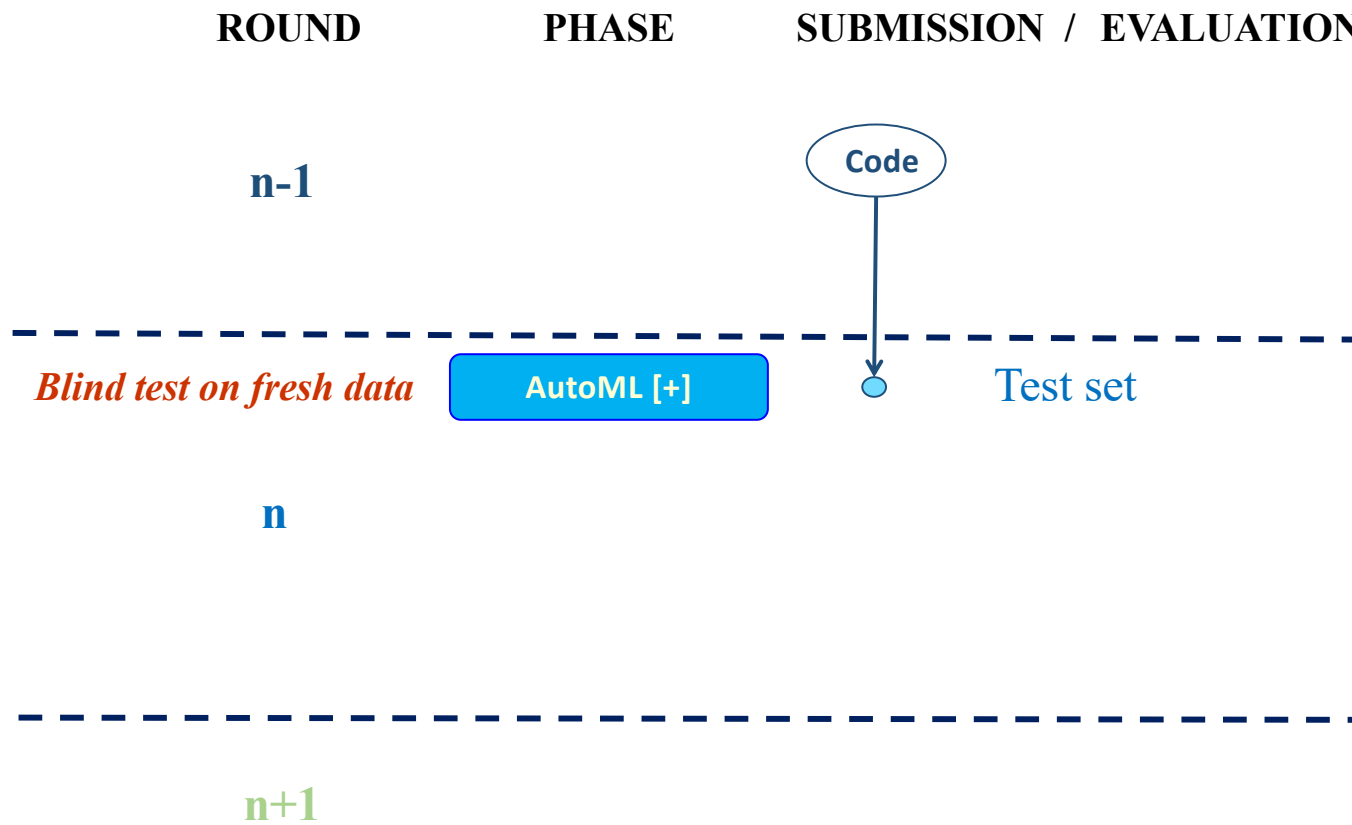 ROUND PHASE SUBMISSION / EVALUATION
Code
n-1
Blind test on fresh data AutoML [+] Test set
n
n+1